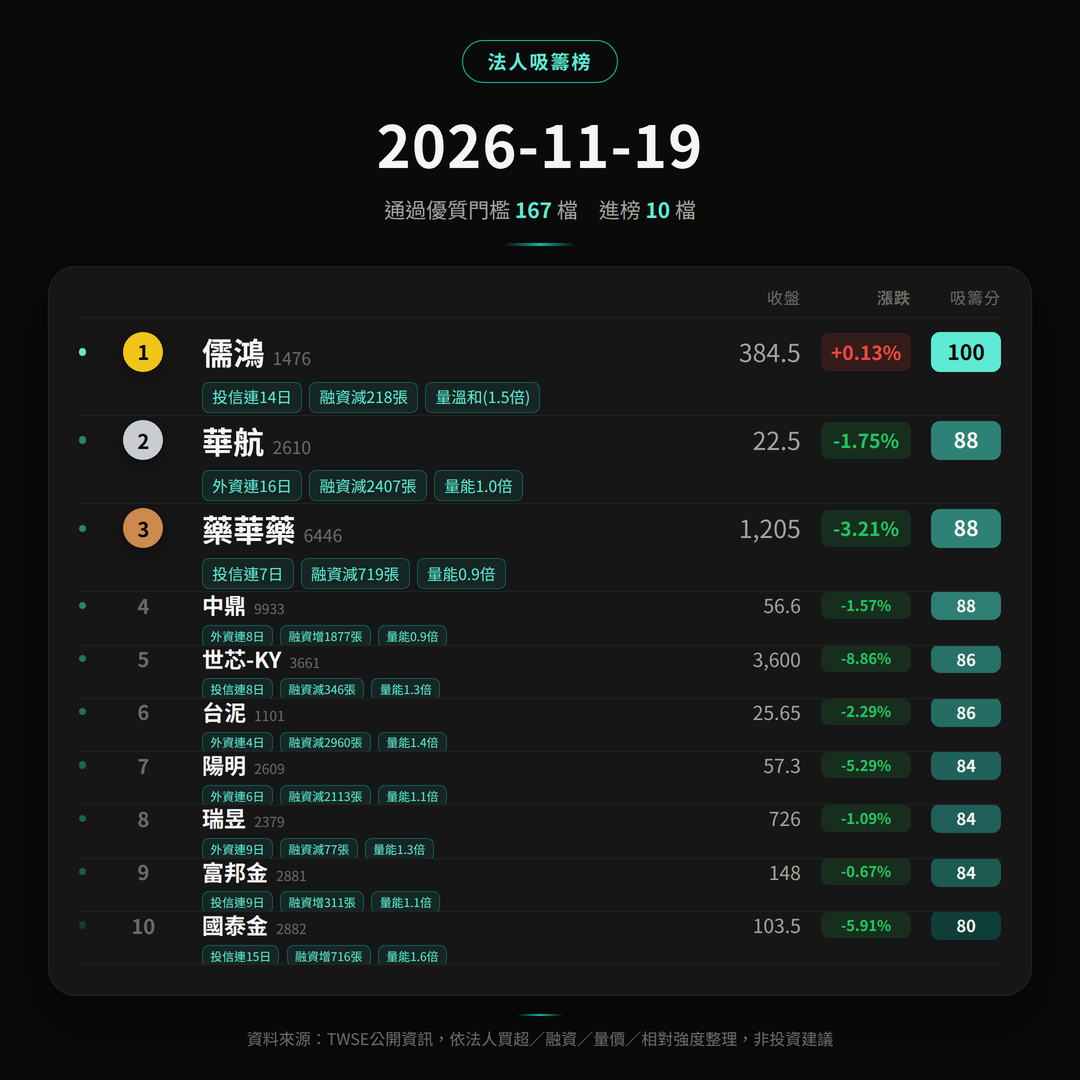 法人吸籌榜
2026-11-19
通過優質門檻 167 檔 進榜 10 檔
收盤 漲跌 吸籌分
1 儒鴻 1476 384.5 +0.13% 100
投信連14日 融資減218張 量溫和(1.5倍)
2 華航 2610 22.5 -1.75% 88
外資連16日 融資減2407張 量能1.0倍
3 藥華藥 6446 1,205 -3.21% 88
投信連7日 融資減719張 量能0.9倍
4 中鼎 9933 56.6 -1.57% 88
外資連8日 融資增1877張 量能0.9倍
5 世芯-KY 3661 3,600 -8.86% 86
投信連8日 融資減346張 量能1.3倍
6 台泥 1101 25.65 -2.29% 86
外資連4日 融資減2960張 量能1.4倍
7 陽明 2609 57.3 -5.29% 84
外資連6日 融資減2113張 量能1.1倍
8 瑞昱 2379 726 -1.09% 84
外資連9日 融資減77張 量能1.3倍
9 富邦金 2881 148 -0.67% 84
投信連9日 融資增311張 量能1.1倍
10 國泰金 2882 103.5 -5.91% 80
投信連15日 融資增716張 量能1.6倍
資料來源：TWSE公開資訊，依法人買超／融資／量價／相對強度整理，非投資建議